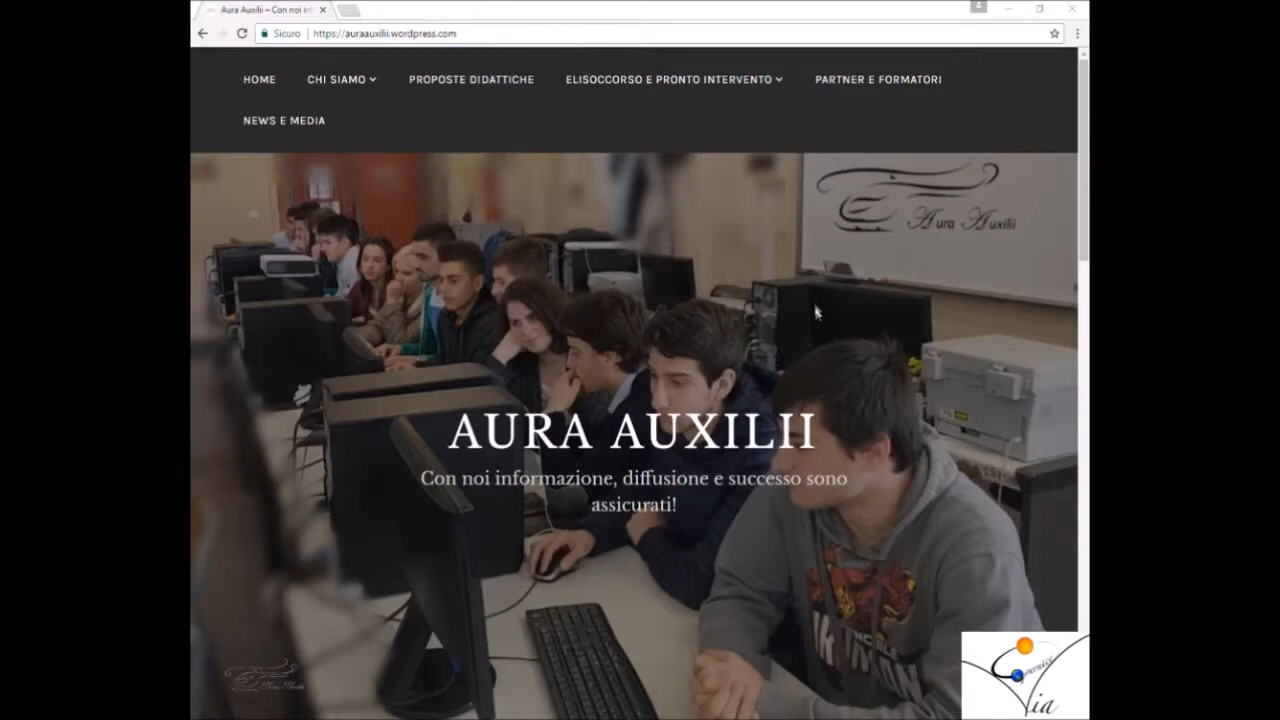 Aura Auxilii – Con noi inf
Sicuro
https://auraauxilii.wordpress.com
HOME
CHI SIAMO
PROPOSTE DIDATTICHE
ELISOCCORSO E PRONTO INTERVENTO
PARTNER E FORMATORI
NEWS E MEDIA
Aura Auxilii
AURA AUXILII
Con noi informazione, diffusione e successo sono
assicurati!
Via